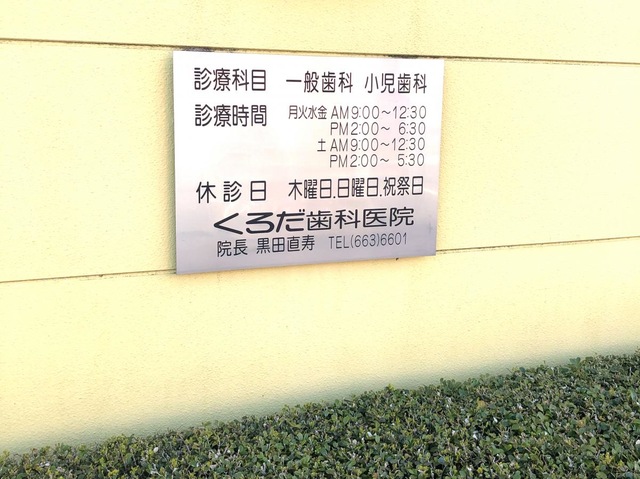 診療科目 一般歯科 小児歯科
診療時間 月火水金 AM9:00〜12:30
PM2:00〜 6:30
土 AM9:00〜12:30
PM2:00〜 5:30
休診日 木曜日.日曜日.祝祭日
くろだ歯科医院
院長 黒田直寿 TEL(663)6601